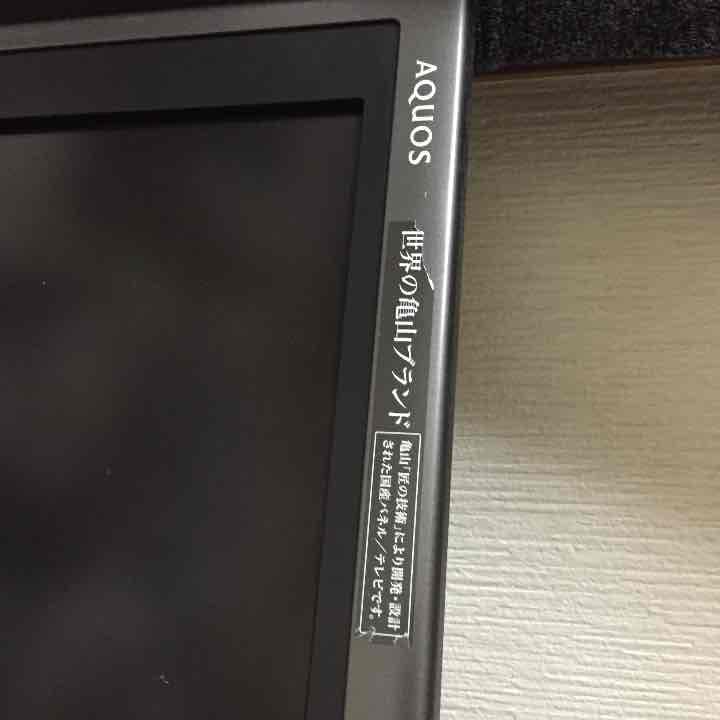 AQUOS
世界の亀山ブランド
亀山「匠の技術」により開発・設計
された国産パネル/テレビです。